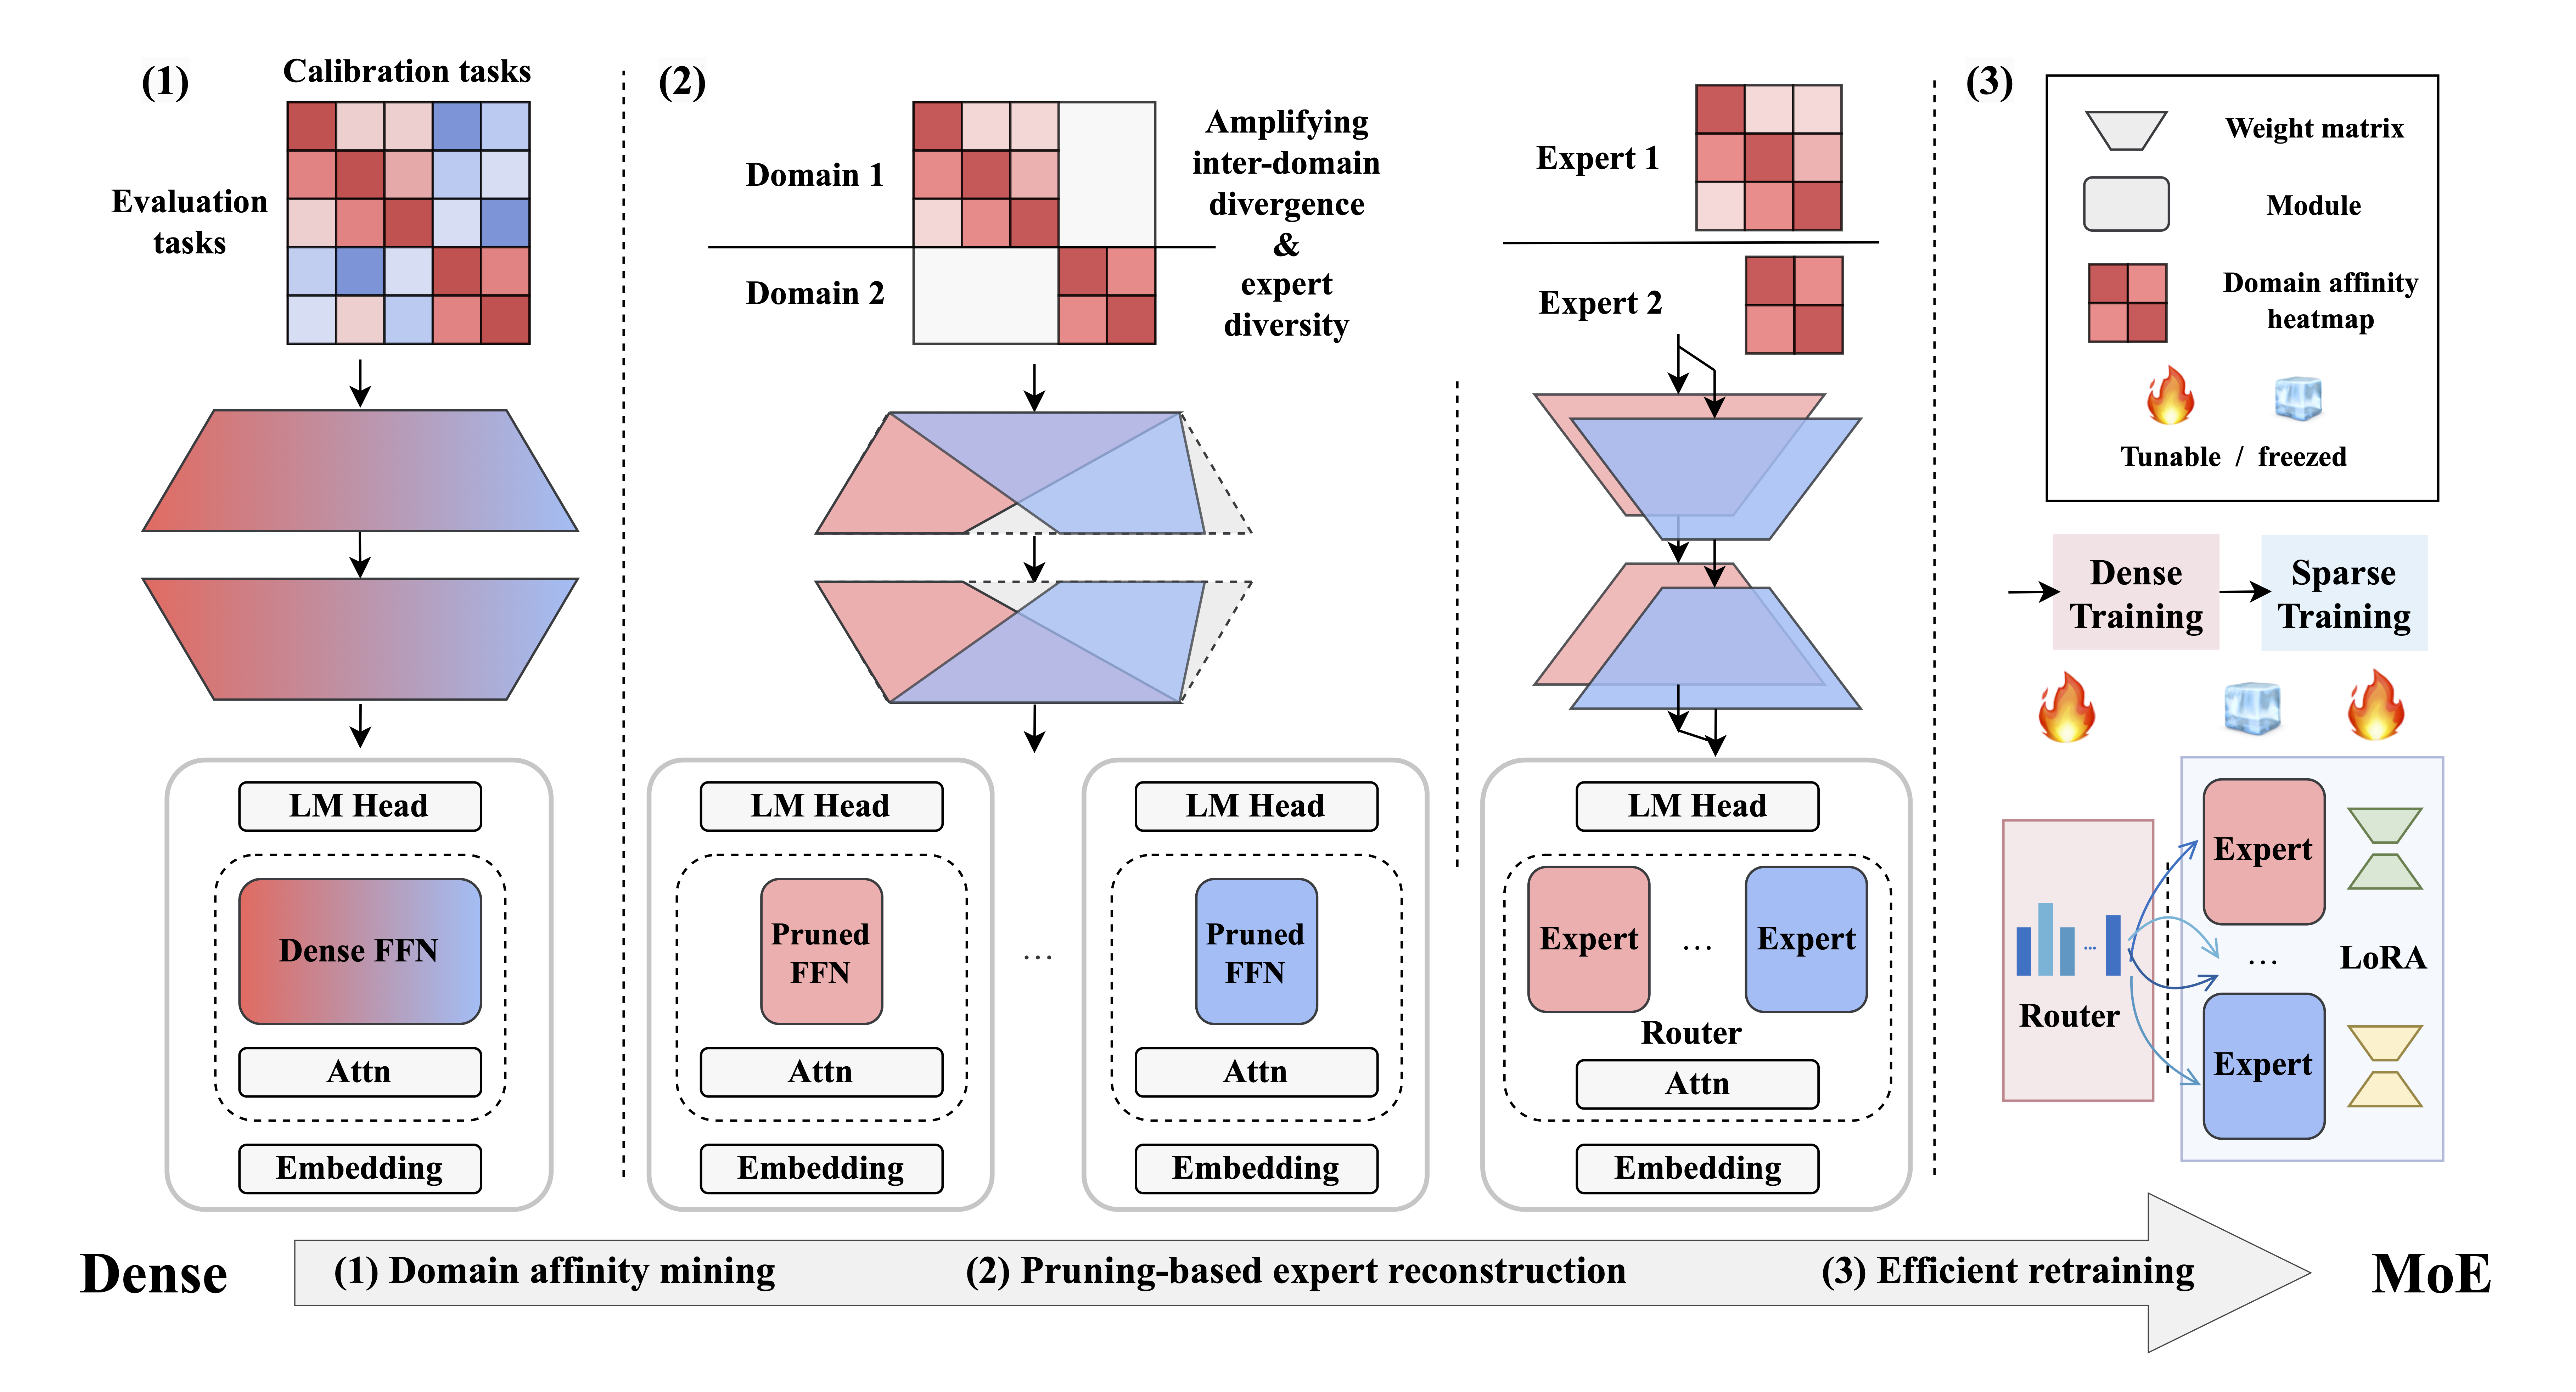 (1)
Calibration tasks
Evaluation
tasks
LM Head
Dense FFN
Attn
Embedding
(2)
Domain 1
Domain 2
Amplifying
inter-domain
divergence
&
expert
diversity
LM Head
Pruned
FFN
Attn
Embedding
...
LM Head
Pruned
FFN
Attn
Embedding
Expert 1
Expert 2
LM Head
Expert
...
Expert
Router
Attn
Embedding
(3)
Weight matrix
Module
Domain affinity
heatmap
Tunable / freezed
Dense
Training
Sparse
Training
...
Router
Expert
...
LoRA
Expert
Dense
(1) Domain affinity mining
(2) Pruning-based expert reconstruction
(3) Efficient retraining
MoE